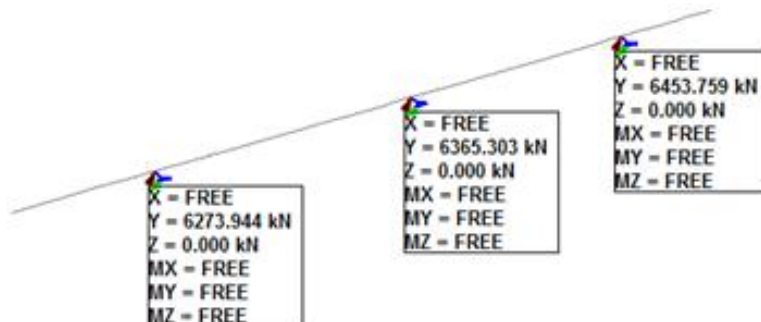 X = FREE
Y = 6273.944 kN
Z = 0.000 kN
MX = FREE
MY = FREE
MZ = FREE
X = FREE
Y = 6365.303 kN
Z = 0.000 kN
MX = FREE
MY = FREE
MZ = FREE
X = FREE
Y = 6453.759 kN
Z = 0.000 kN
MX = FREE
MY = FREE
MZ = FREE